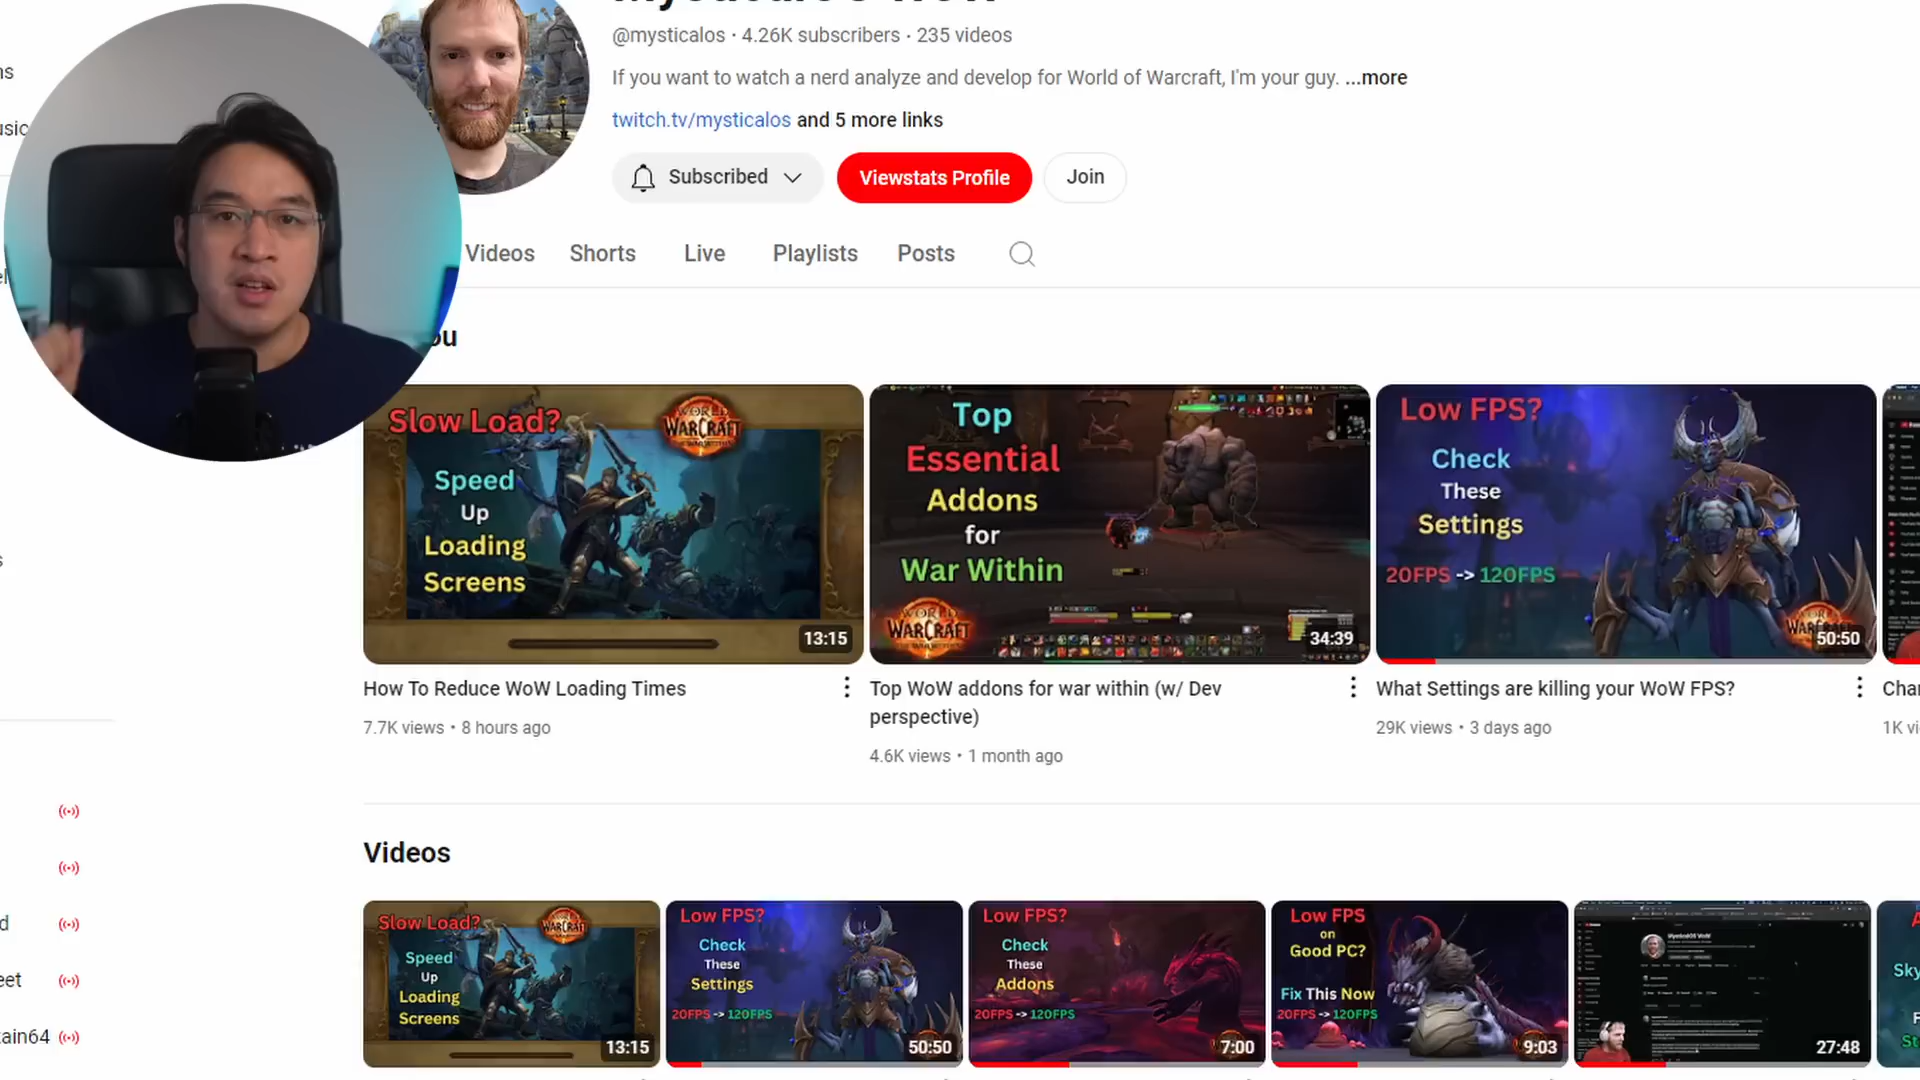 @mysticalos · 4.26K subscribers · 235 videos
If you want to watch a nerd analyze and develop for World of Warcraft, I'm your guy. ...more
twitch.tv/mysticalos and 5 more links
Subscribed
Viewstats Profile
Join
Videos
Shorts
Live
Playlists
Posts
Slow Load?
Speed
Up
Loading
Screens
WORLD
WARCRAFT
13:15
Top
Essential
Addons
for
War Within
WORLD
WARCRAFT
34:39
Low FPS?
Check
These
Settings
20FPS -> 120FPS
50:50
How To Reduce WoW Loading Times
7.7K views • 8 hours ago
Top WoW addons for war within (w/ Dev
perspective)
4.6K views • 1 month ago
What Settings are killing your WoW FPS?
29K views • 3 days ago
Videos
Slow Load?
Speed
Up
Loading
Screens
WARCRAFT
13:15
Low FPS?
Check
These
Settings
20FPS -> 120FPS
50:50
Low FPS?
Check
These
Addons
20FPS -> 120FPS
7:00
Low FPS
on
Good PC?
Fix This Now
20FPS -> 120FPS
9:03
27:48